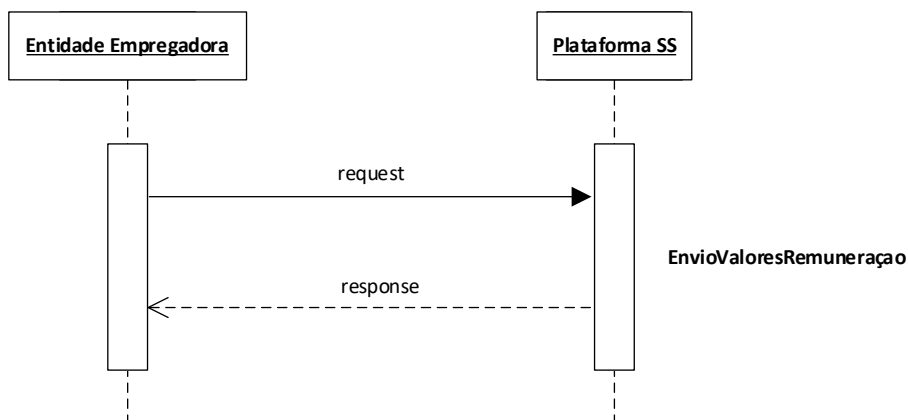 Entidade Empregadora
Plataforma SS
request
EnvioValoresRemuneraçao
response